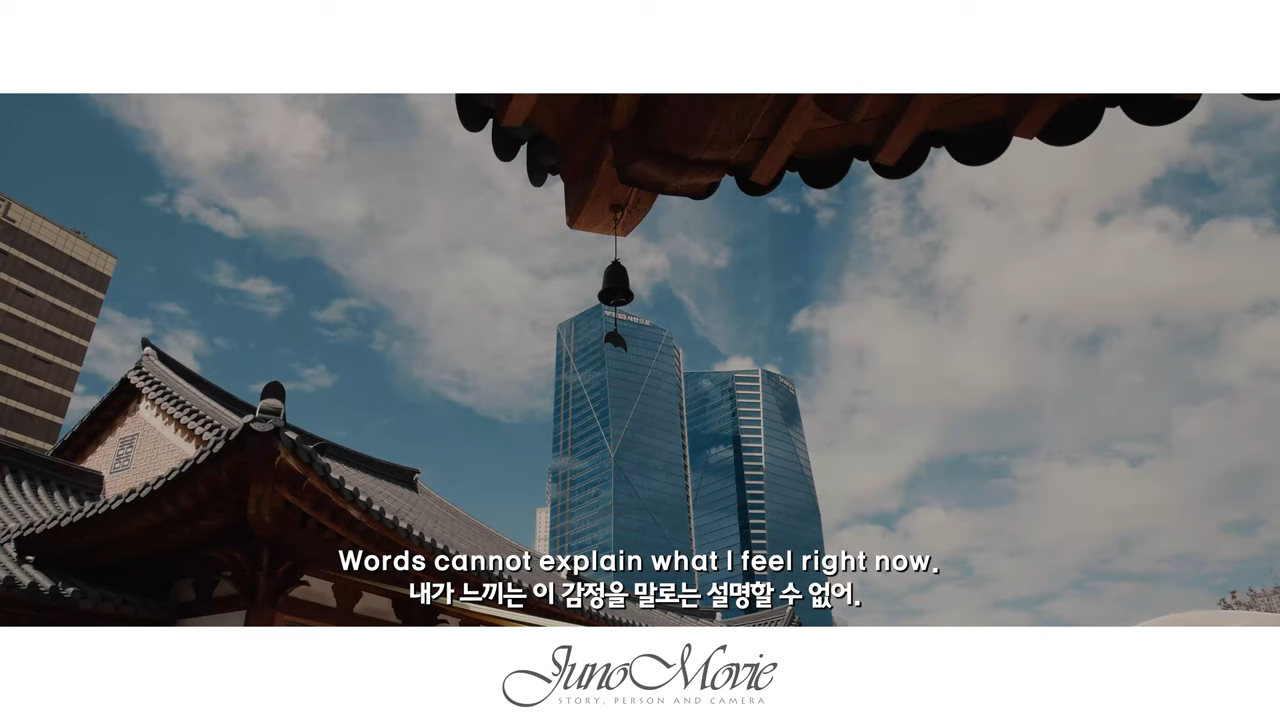 Words cannot explain what I feel right now.
내가 느끼는 이 감정을 말로는 설명할 수 없어.
JunoMovie
STORY, PERSON AND CAMERA